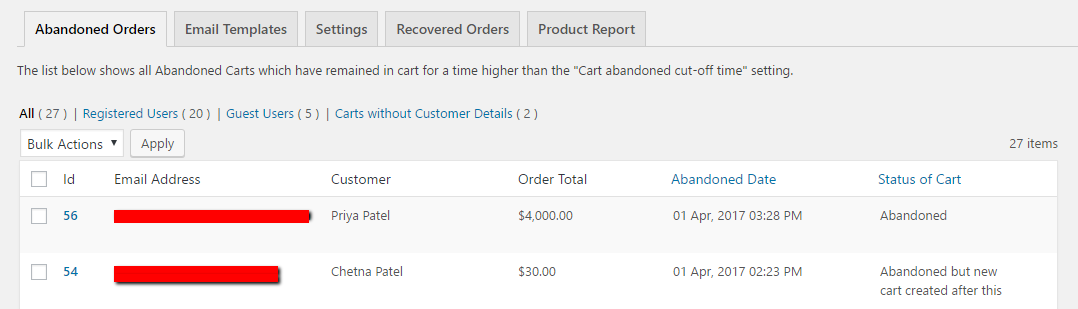 Abandoned Orders Email Templates Settings Recovered Orders Product Report
The list below shows all Abandoned Carts which have remained in cart for a time higher than the "Cart abandoned cut-off time" setting.
All ( 27 ) | Registered Users ( 20 ) | Guest Users ( 5 ) | Carts without Customer Details ( 2 )
Bulk Actions Apply 27 items
Id Email Address Customer Order Total Abandoned Date Status of Cart
56 Priya Patel $4,000.00 01 Apr, 2017 03:28 PM Abandoned
54 Chetna Patel $30.00 01 Apr, 2017 02:23 PM Abandoned but new
cart created after this